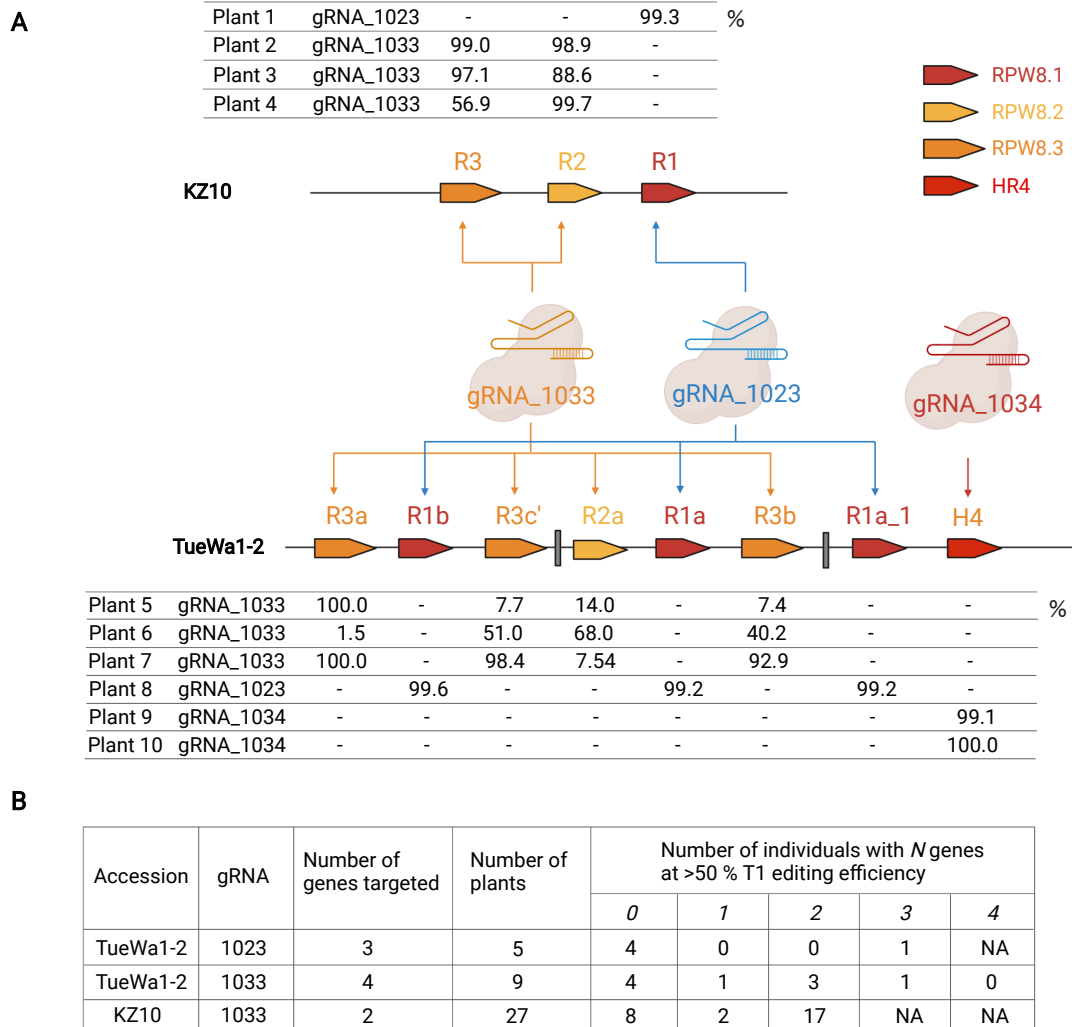 A
Plant 1 gRNA_1023 - - 99.3 %
Plant 2 gRNA_1033 99.0 98.9 -
Plant 3 gRNA_1033 97.1 88.6 -
Plant 4 gRNA_1033 56.9 99.7 -
RPW8.1
RPW8.2
RPW8.3
HR4
R3 R2 R1
KZ10
gRNA_1033 gRNA_1023 gRNA_1034
R3a R1b R3c' R2a R1a R3b R1a_1 H4
TueWa1-2
Plant 5 gRNA_1033 100.0 - 7.7 14.0 - 7.4 - - %
Plant 6 gRNA_1033 1.5 - 51.0 68.0 - 40.2 - -
Plant 7 gRNA_1033 100.0 - 98.4 7.54 - 92.9 - -
Plant 8 gRNA_1023 - 99.6 - - 99.2 - 99.2 -
Plant 9 gRNA_1034 - - - - - - - 99.1
Plant 10 gRNA_1034 - - - - - - - 100.0
B
Accession gRNA Number of genes targeted Number of plants Number of individuals with N genes
at >50 % T1 editing efficiency
0 1 2 3 4
TueWa1-2 1023 3 5 4 0 0 1 NA
TueWa1-2 1033 4 9 4 1 3 1 0
KZ10 1033 2 27 8 2 17 NA NA